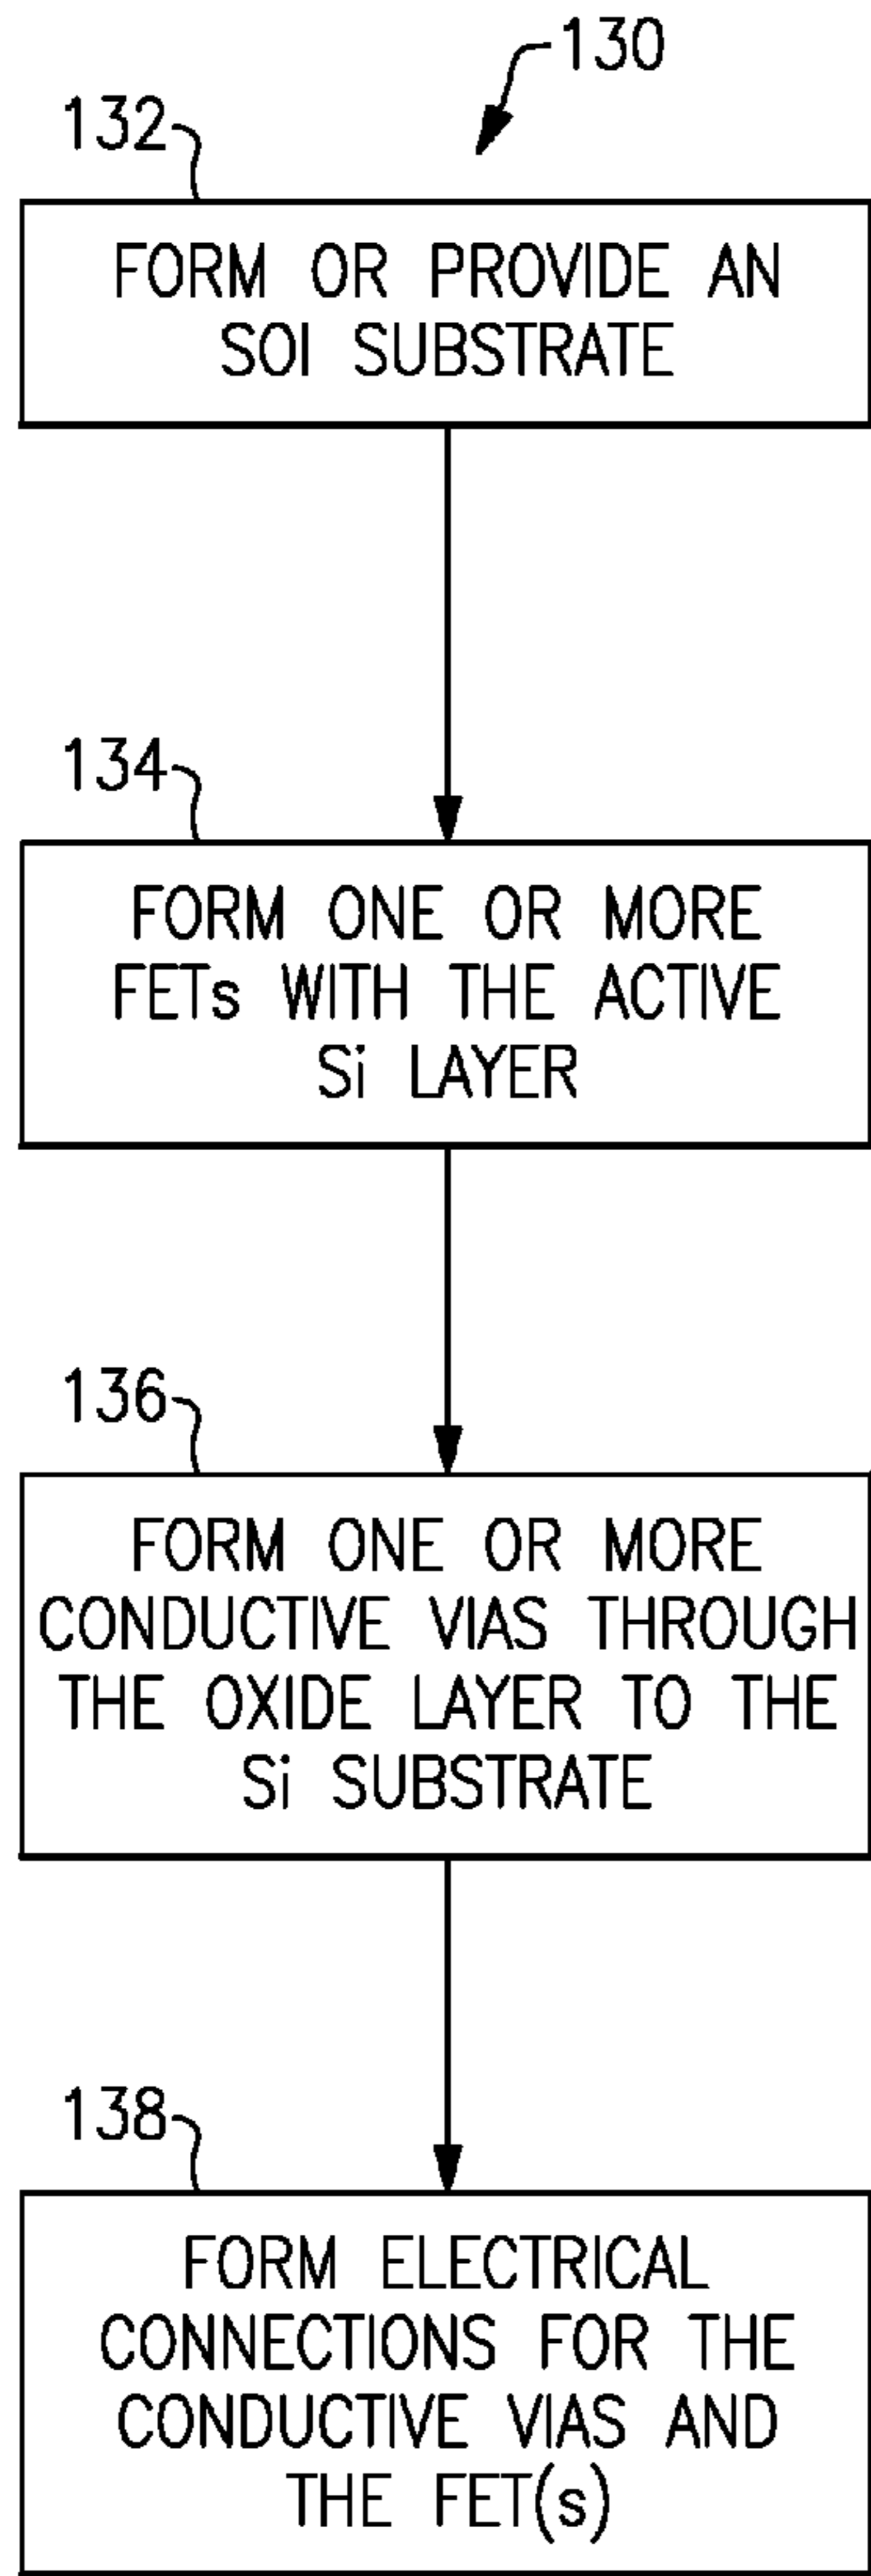 130
132
FORM OR PROVIDE AN
SOI SUBSTRATE
134
FORM ONE OR MORE
FETs WITH THE ACTIVE
Si LAYER
136
FORM ONE OR MORE
CONDUCTIVE VIAS THROUGH
THE OXIDE LAYER TO THE
Si SUBSTRATE
138
FORM ELECTRICAL
CONNECTIONS FOR THE
CONDUCTIVE VIAS AND
THE FET(s)